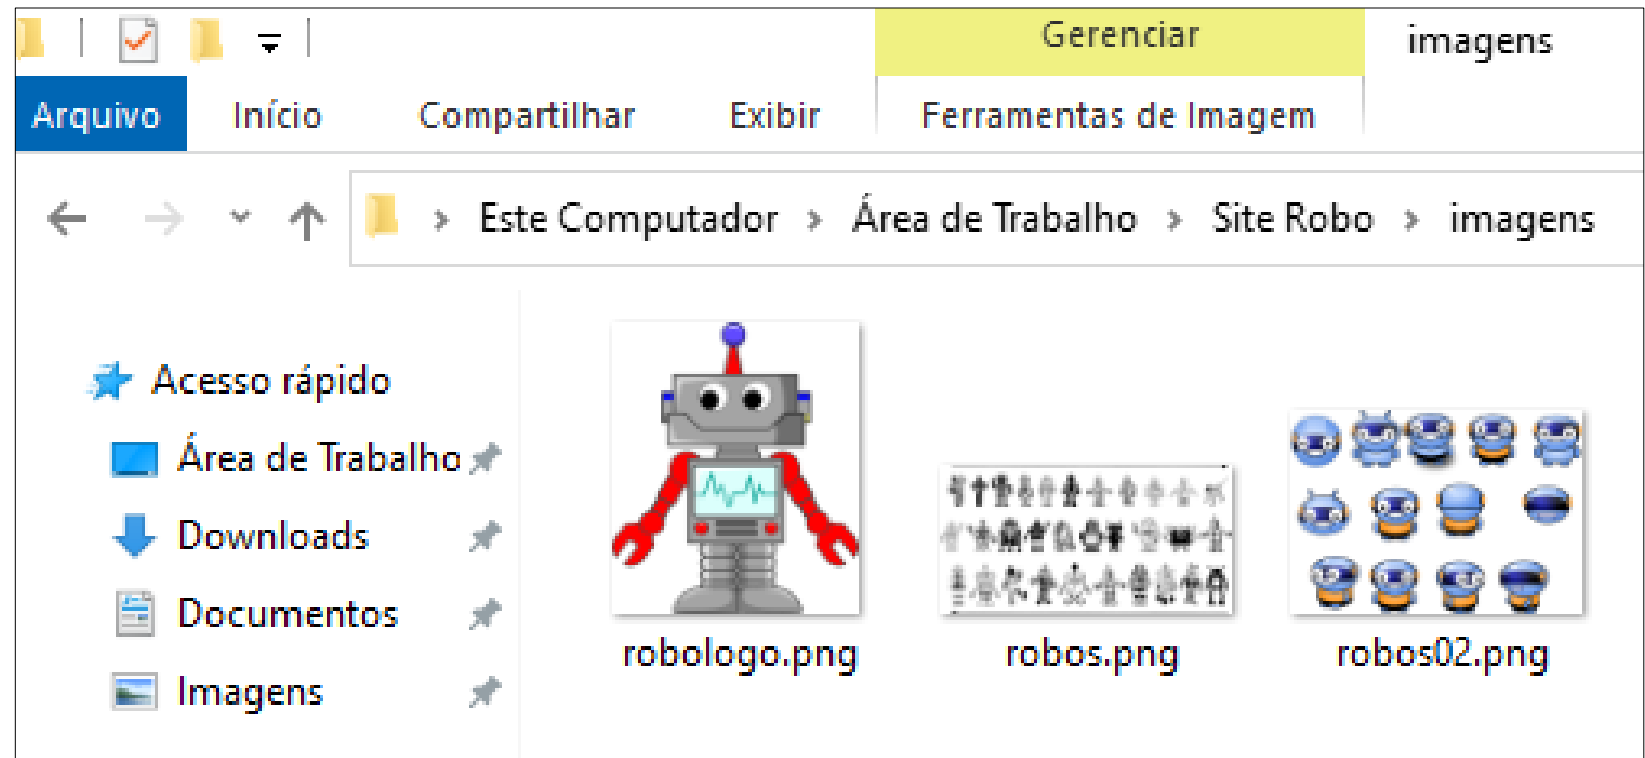 Gerenciar
imagens
Arquivo Início Compartilhar Exibir Ferramentas de Imagem
Este Computador > Área de Trabalho > Site Robo > imagens
Acesso rápido
Área de Trabalho
Downloads
Documentos
Imagens
robologo.png
robos.png
robos02.png